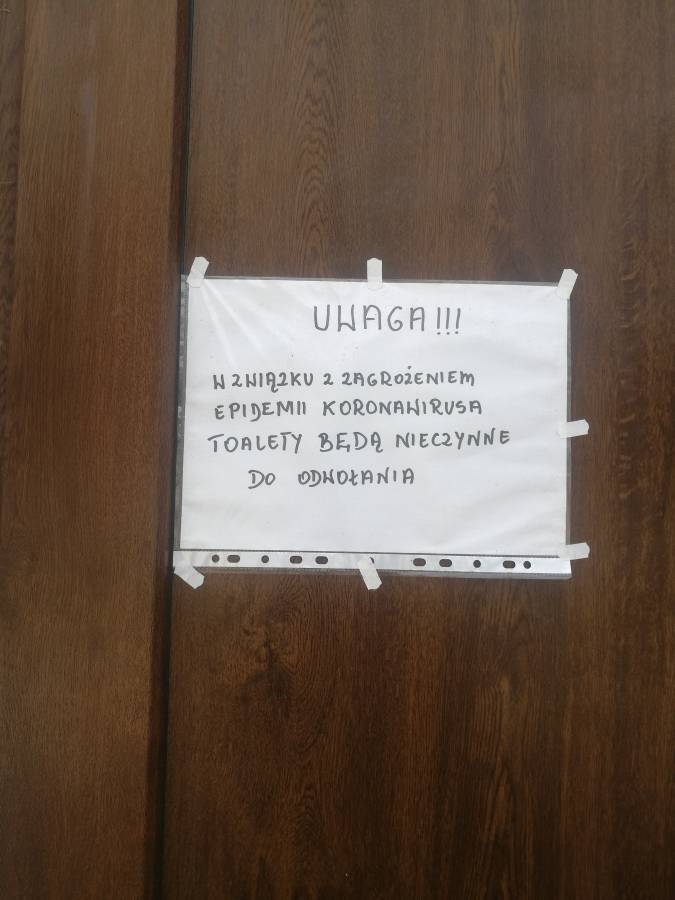 UWAGA!!!
W ZWIĄZKU Z ZAGROŻENIEM
EPIDEMII KORONAWIRUSA
TOALETY BĘDĄ NIECZYNNE
DO ODWOŁANIA